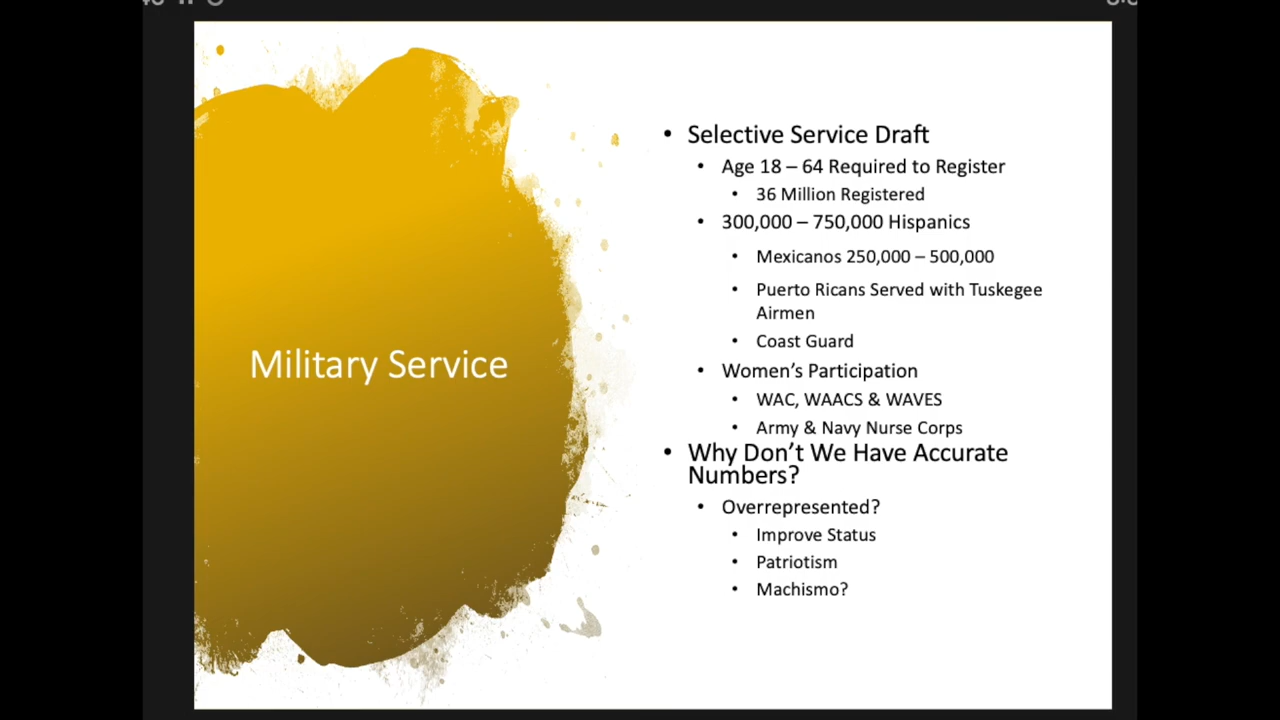 Military Service
• Selective Service Draft
• Age 18 – 64 Required to Register
• 36 Million Registered
• 300,000 – 750,000 Hispanics
• Mexicanos 250,000 – 500,000
• Puerto Ricans Served with Tuskegee
Airmen
• Coast Guard
• Women’s Participation
• WAC, WAACS & WAVES
• Army & Navy Nurse Corps
• Why Don’t We Have Accurate
Numbers?
• Overrepresented?
• Improve Status
• Patriotism
• Machismo?